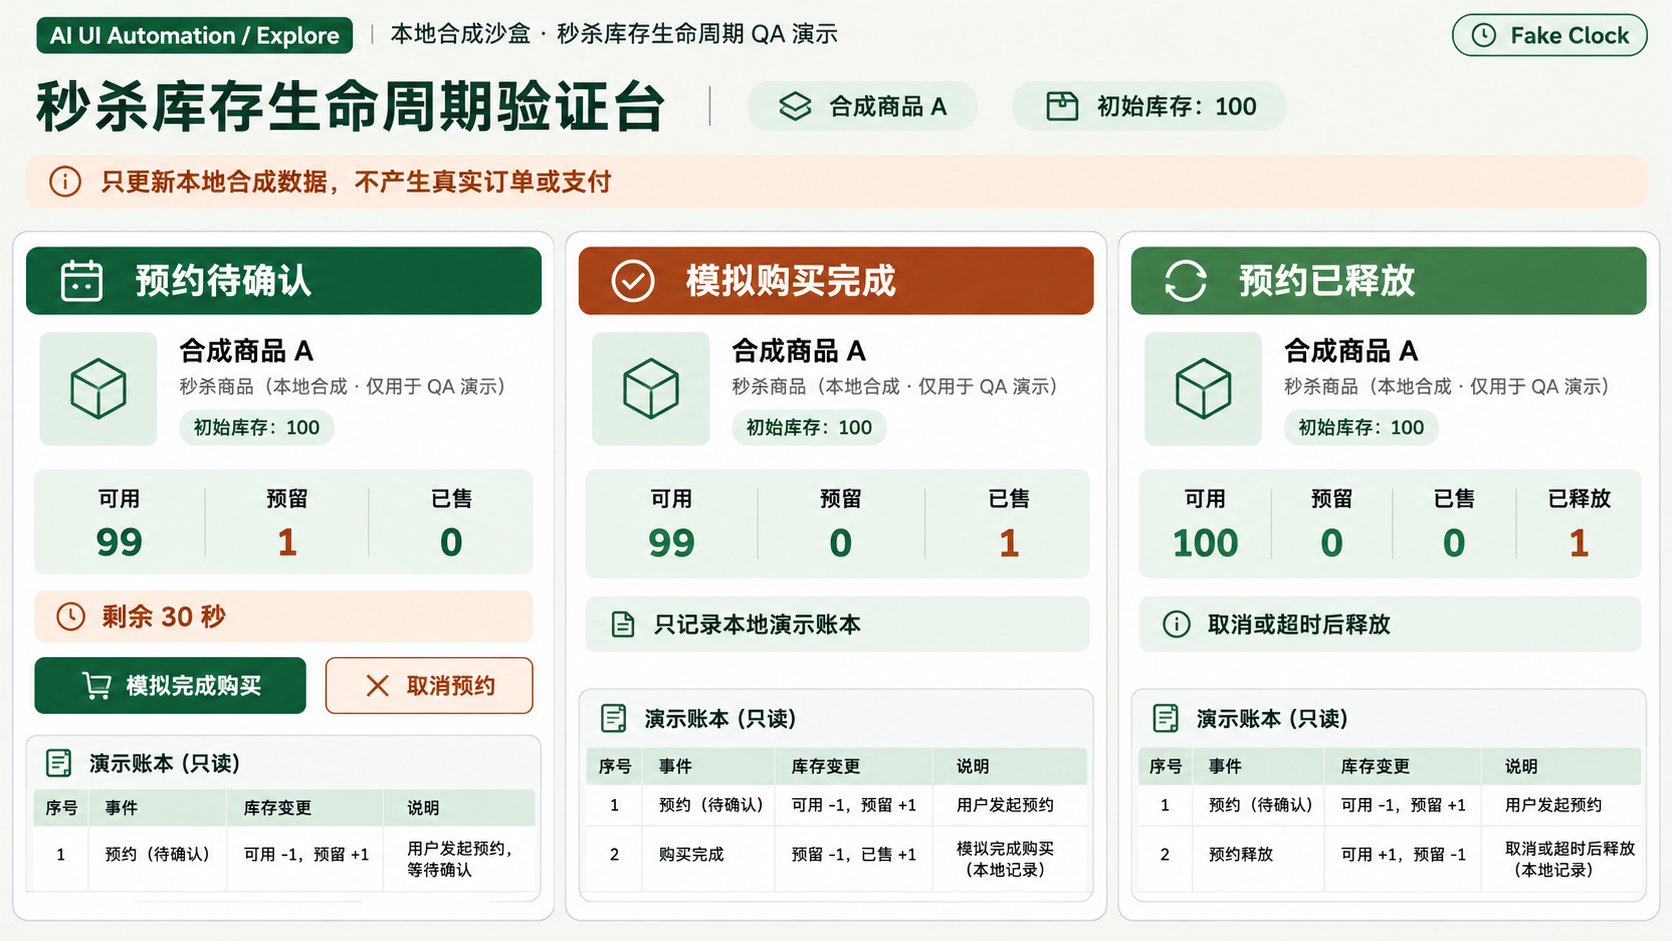 AI UI Automation / Explore
本地合成沙盒 · 秒杀库存生命周期 QA 演示
Fake Clock
秒杀库存生命周期验证台
合成商品 A
初始库存：100
只更新本地合成数据，不产生真实订单或支付
预约待确认
合成商品 A
秒杀商品（本地合成 · 仅用于 QA 演示）
初始库存：100
可用 预留 已售
99 1 0
剩余 30 秒
模拟完成购买 取消预约
演示账本 (只读)
序号 事件 库存变更 说明
1 预约（待确认） 可用 -1，预留 +1 用户发起预约，
等待确认
模拟购买完成
合成商品 A
秒杀商品（本地合成 · 仅用于 QA 演示）
初始库存：100
可用 预留 已售
99 0 1
只记录本地演示账本
演示账本 (只读)
序号 事件 库存变更 说明
1 预约（待确认） 可用 -1，预留 +1 用户发起预约
2 购买完成 预留 -1，已售 +1 模拟完成购买
（本地记录）
预约已释放
合成商品 A
秒杀商品（本地合成 · 仅用于 QA 演示）
初始库存：100
可用 预留 已售 已释放
100 0 0 1
取消或超时后释放
演示账本 (只读)
序号 事件 库存变更 说明
1 预约（待确认） 可用 -1，预留 +1 用户发起预约
2 预约释放 可用 +1，预留 -1 取消或超时后释放
（本地记录）